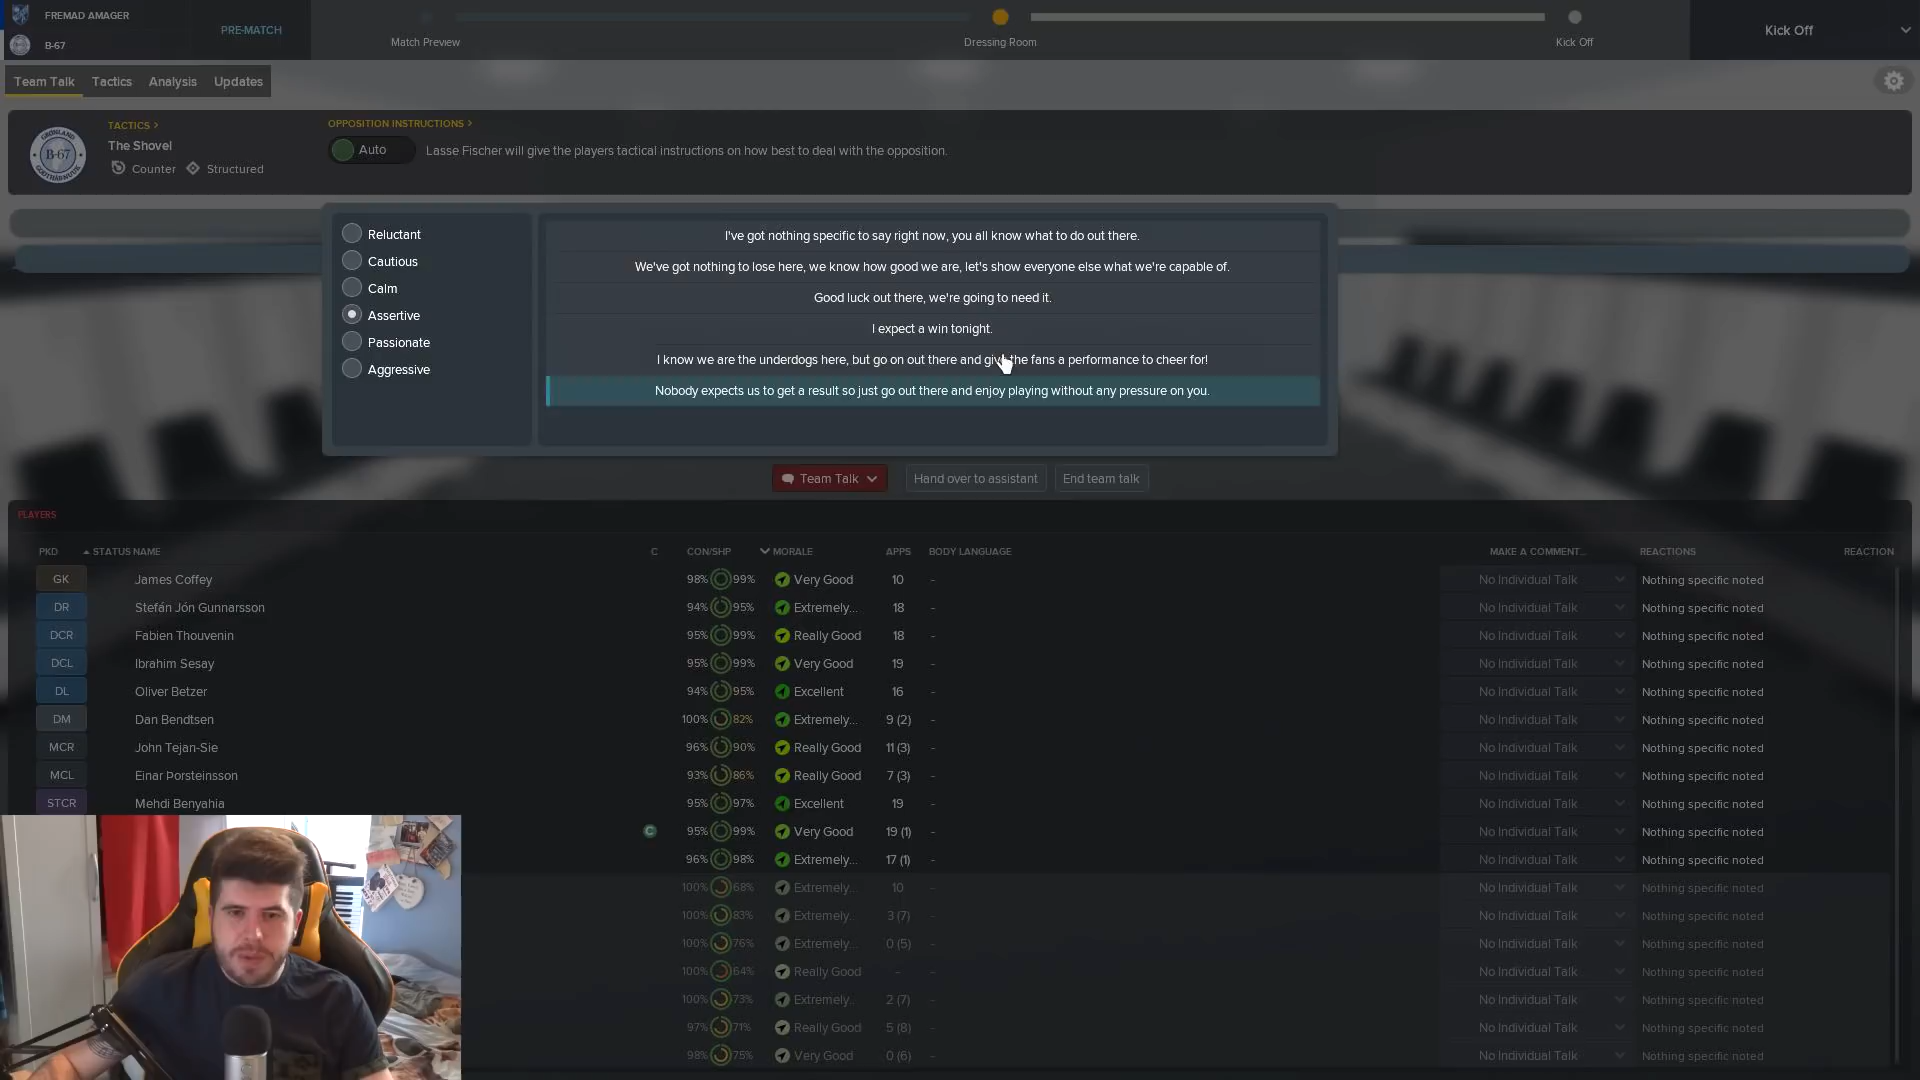 FREMAD AMAGER
B-67
PRE-MATCH
Match Preview
Dressing Room
Kick Off
Kick Off
Team Talk
Tactics
Analysis
Updates
GRØNLAND
B-67
GODTHÅB-NUUK
TACTICS >
The Shovel
Counter
Structured
OPPOSITION INSTRUCTIONS >
Auto
Lasse Fischer will give the players tactical instructions on how best to deal with the opposition.
Reluctant
Cautious
Calm
Assertive
Passionate
Aggressive
I've got nothing specific to say right now, you all know what to do out there.
We've got nothing to lose here, we know how good we are, let's show everyone else what we're capable of.
Good luck out there, we're going to need it.
I expect a win tonight.
I know we are the underdogs here, but go on out there and give the fans a performance to cheer for!
Nobody expects us to get a result so just go out there and enjoy playing without any pressure on you.
Team Talk
Hand over to assistant
End team talk
PLAYERS
PKD STATUS NAME C CON/SHP MORALE APPS BODY LANGUAGE MAKE A COMMENT... REACTIONS REACTION
GK James Coffey 98% 99% Very Good 10 - No Individual Talk Nothing specific noted
DR Stefán Jón Gunnarsson 94% 95% Extremely... 18 - No Individual Talk Nothing specific noted
DCR Fabien Thouvenin 95% 99% Really Good 18 - No Individual Talk Nothing specific noted
DCL Ibrahim Sesay 95% 99% Very Good 19 - No Individual Talk Nothing specific noted
DL Oliver Betzer 94% 95% Excellent 16 - No Individual Talk Nothing specific noted
DM Dan Bendtsen 100% 82% Extremely... 9 (2) - No Individual Talk Nothing specific noted
MCR John Tejan-Sie 96% 90% Really Good 11 (3) - No Individual Talk Nothing specific noted
MCL Einar Þorsteinsson 93% 86% Really Good 7 (3) - No Individual Talk Nothing specific noted
STCR Mehdi Benyahia 95% 97% Excellent 19 - No Individual Talk Nothing specific noted
C 95% 99% Very Good 19 (1) - No Individual Talk Nothing specific noted
96% 98% Extremely... 17 (1) - No Individual Talk Nothing specific noted
100% 68% Extremely... 10 - No Individual Talk Nothing specific noted
100% 83% Extremely... 3 (7) - No Individual Talk Nothing specific noted
100% 76% Extremely... 0 (5) - No Individual Talk Nothing specific noted
100% 64% Really Good - - No Individual Talk Nothing specific noted
100% 73% Extremely... 2 (7) - No Individual Talk Nothing specific noted
97% 71% Really Good 5 (8) - No Individual Talk Nothing specific noted
98% 75% Very Good 0 (6) - No Individual Talk Nothing specific noted